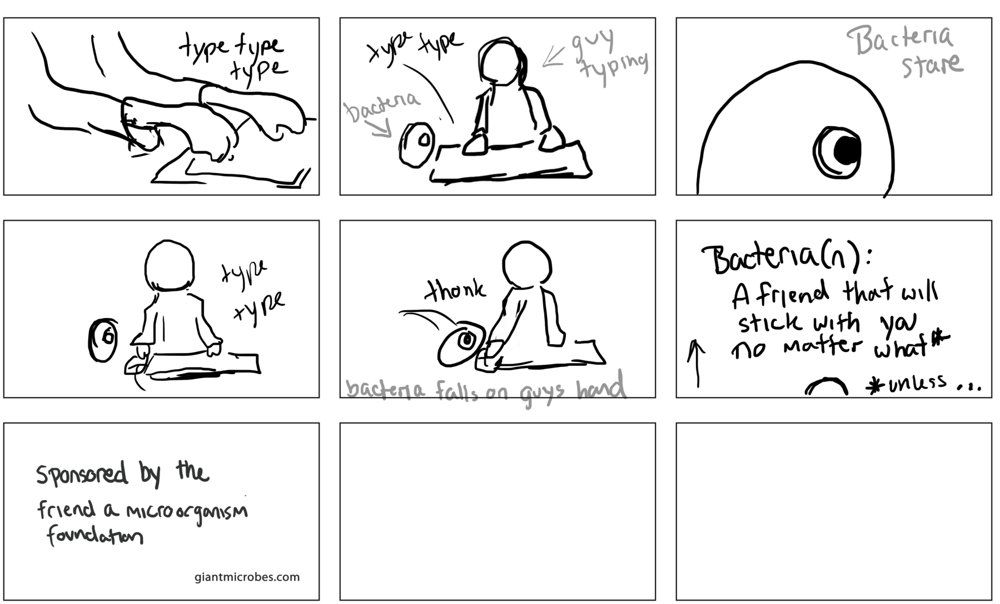 type type
type
type type
guy
typing
bacteria
Bacteria
stare
type
type
thonk
bacteria falls on guys hand
Bacteria(n):
A friend that will
stick with you
no matter what*
*unless ...
sponsored by the
friend a microorganism
foundation
giantmicrobes.com